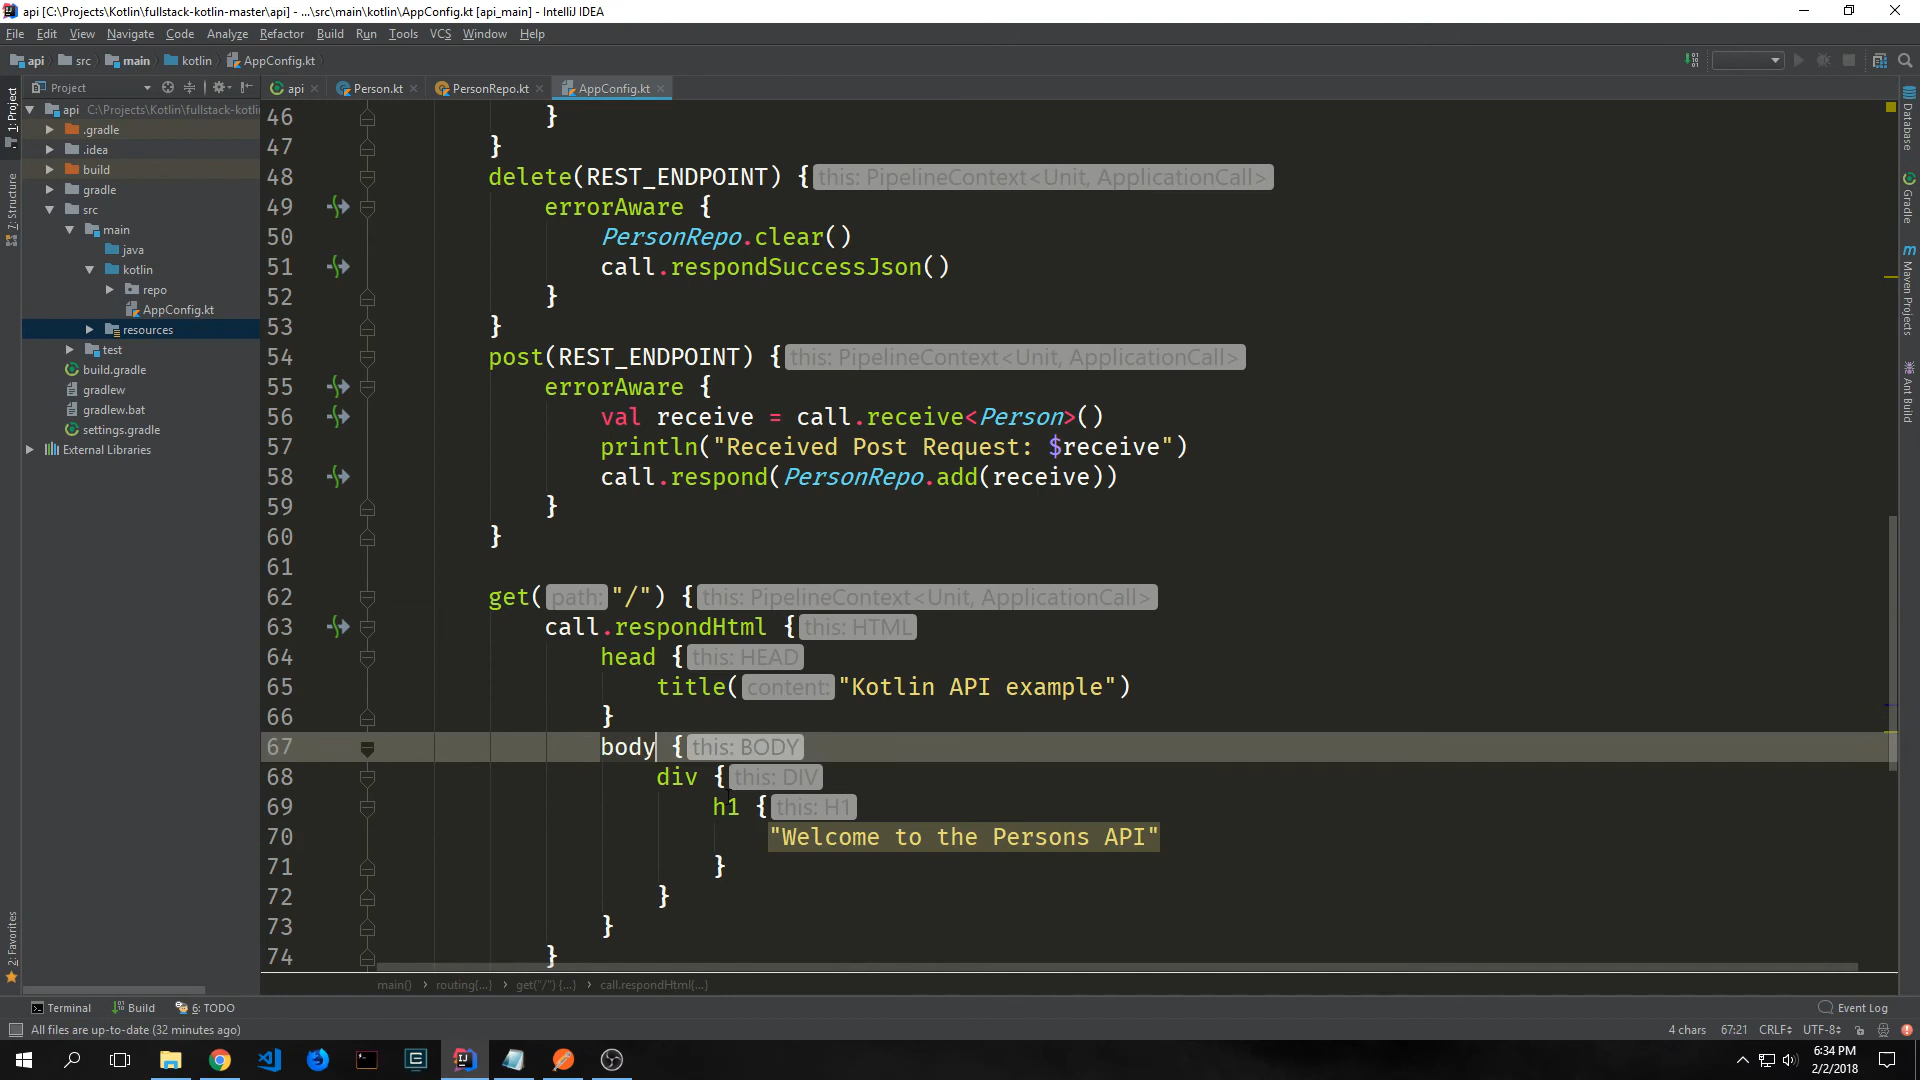 api [C:\Projects\Kotlin\fullstack-kotlin-master\api] - ...\src\main\kotlin\AppConfig.kt [api_main] - IntelliJ IDEA
File Edit View Navigate Code Analyze Refactor Build Run Tools VCS Window Help
api src main kotlin AppConfig.kt
Project
api Person.kt PersonRepo.kt AppConfig.kt
api C:\Projects\Kotlin\fullstack-kotlin
.gradle
.idea
build
gradle
src
main
java
kotlin
repo
AppConfig.kt
resources
test
build.gradle
gradlew
gradlew.bat
settings.gradle
External Libraries
1: Project
7: Structure
2: Favorites
46 }
47 }
48 delete(REST_ENDPOINT) { this: PipelineContext<Unit, ApplicationCall>
49 errorAware {
50 PersonRepo.clear()
51 call.respondSuccessJson()
52 }
53 }
54 post(REST_ENDPOINT) { this: PipelineContext<Unit, ApplicationCall>
55 errorAware {
56 val receive = call.receive<Person>()
57 println("Received Post Request: $receive")
58 call.respond(PersonRepo.add(receive))
59 }
60 }
61
62 get( path: "/") { this: PipelineContext<Unit, ApplicationCall>
63 call.respondHtml { this: HTML
64 head { this: HEAD
65 title( content: "Kotlin API example")
66 }
67 body { this: BODY
68 div { this: DIV
69 h1 { this: H1
70 "Welcome to the Persons API"
71 }
72 }
73 }
74 }
main() › routing{...} › get("/") {...} › call.respondHtml{...}
Database
Gradle
Maven Projects
Ant Build
Terminal Build 6: TODO Event Log
All files are up-to-date (32 minutes ago) 4 chars 67:21 CRLF UTF-8
6:34 PM
2/2/2018